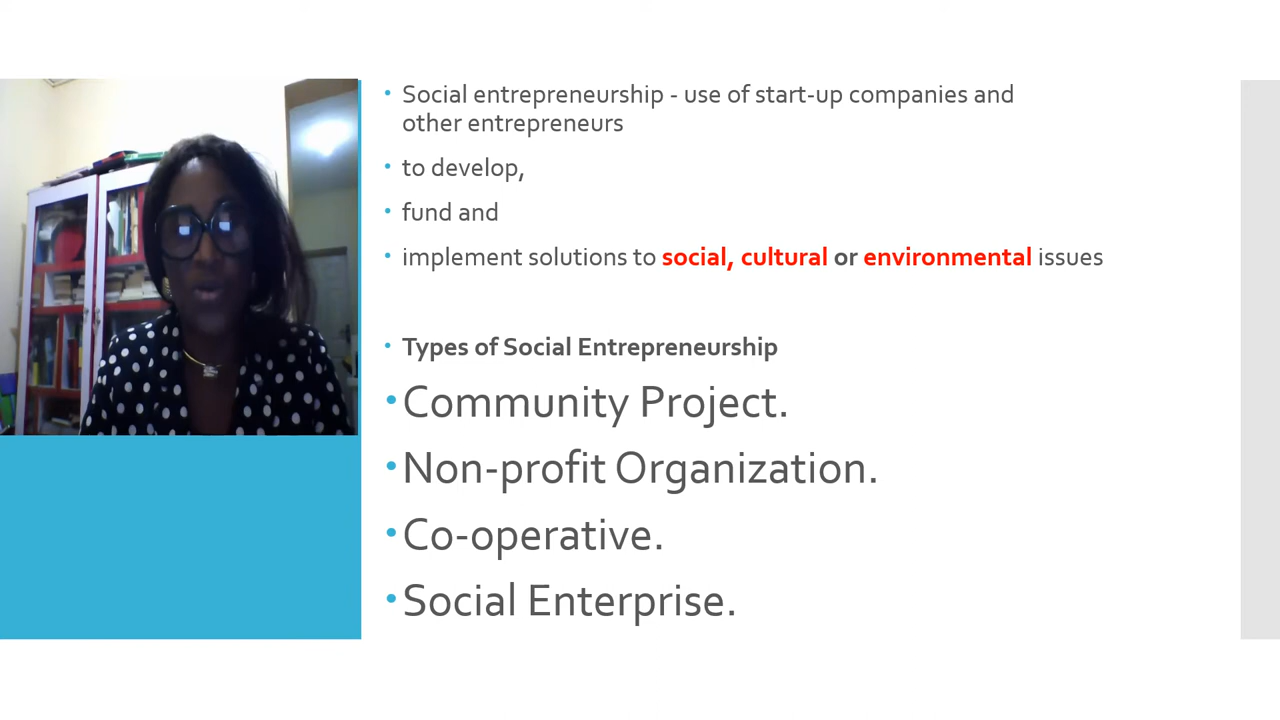 • Social entrepreneurship - use of start-up companies and
other entrepreneurs
• to develop,
• fund and
• implement solutions to social, cultural or environmental issues
• Types of Social Entrepreneurship
• Community Project.
• Non-profit Organization.
• Co-operative.
• Social Enterprise.